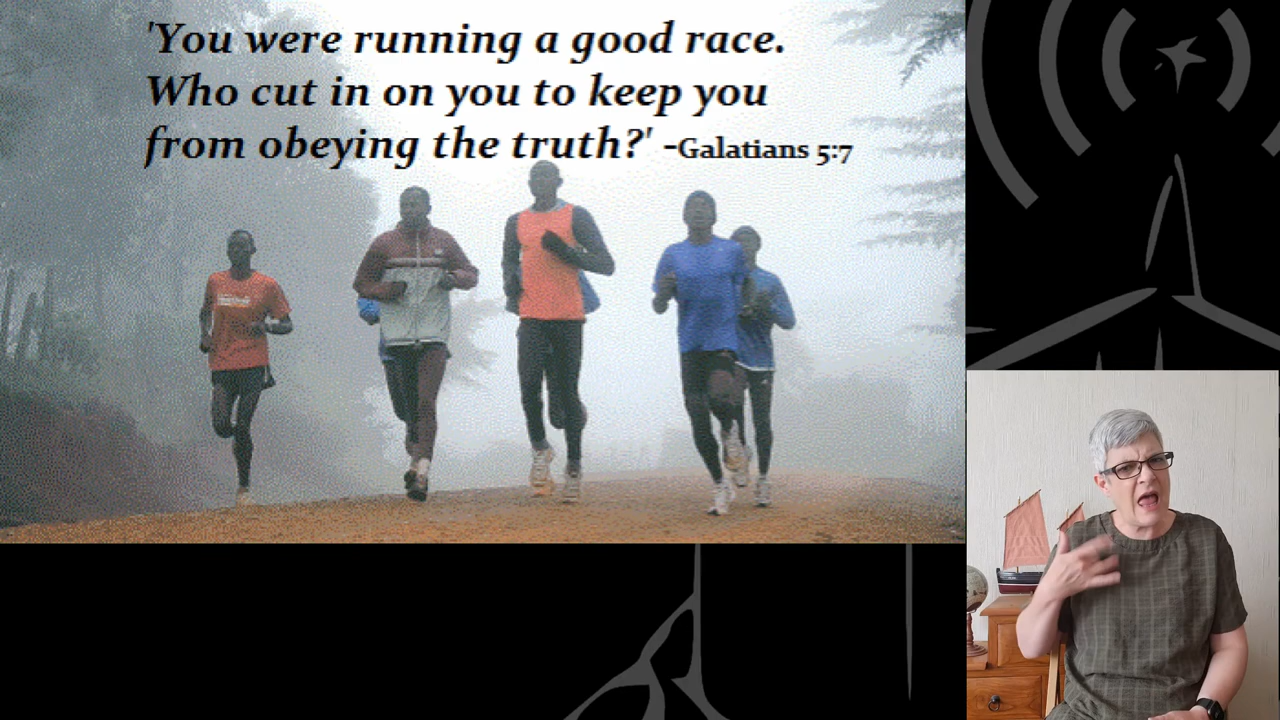 'You were running a good race.
Who cut in on you to keep you
from obeying the truth?' -Galatians 5:7